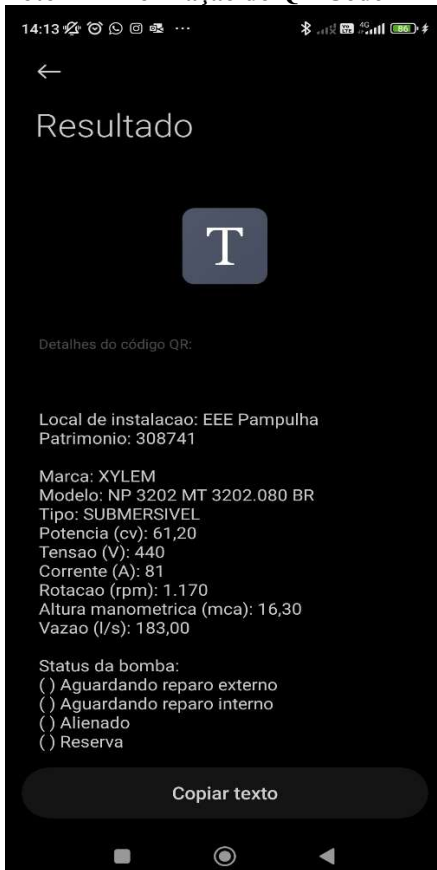 14:13
4G
86
Resultado
T
Detalhes do código QR:
Local de instalacao: EEE Pampulha
Patrimonio: 308741
Marca: XYLEM
Modelo: NP 3202 MT 3202.080 BR
Tipo: SUBMERSIVEL
Potencia (cv): 61,20
Tensao (V): 440
Corrente (A): 81
Rotacao (rpm): 1.170
Altura manometrica (mca): 16,30
Vazao (l/s): 183,00
Status da bomba:
( ) Aguardando reparo externo
( ) Aguardando reparo interno
( ) Alienado
( ) Reserva
Copiar texto